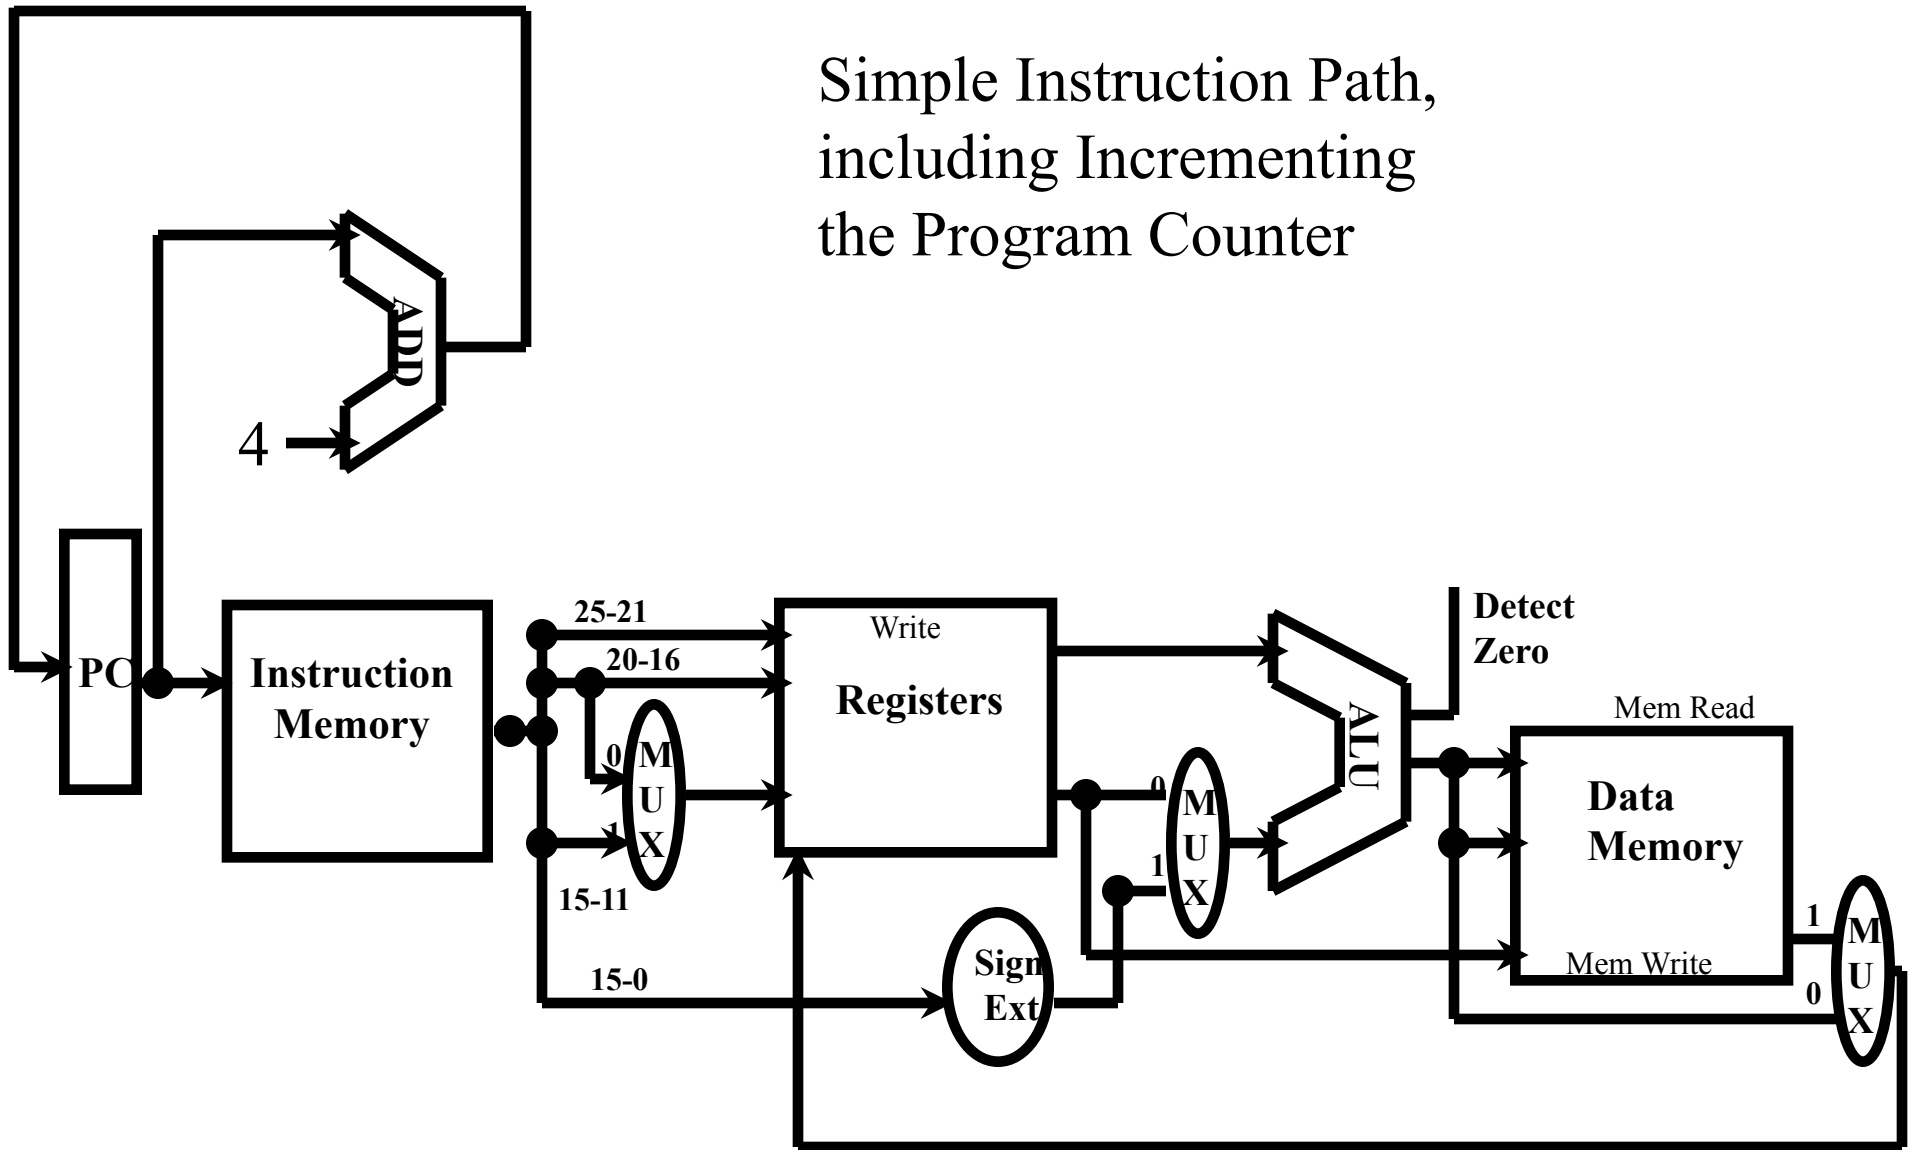 Simple Instruction Path,
including Incrementing
the Program Counter
ADD
4
PC
Instruction
Memory
25-21
20-16
0
M
U
X
1
15-11
15-0
Write
Registers
Sign
Ext
0
M
U
X
1
ALU
Detect
Zero
Mem Read
Data
Memory
Mem Write
1
M
U
X
0